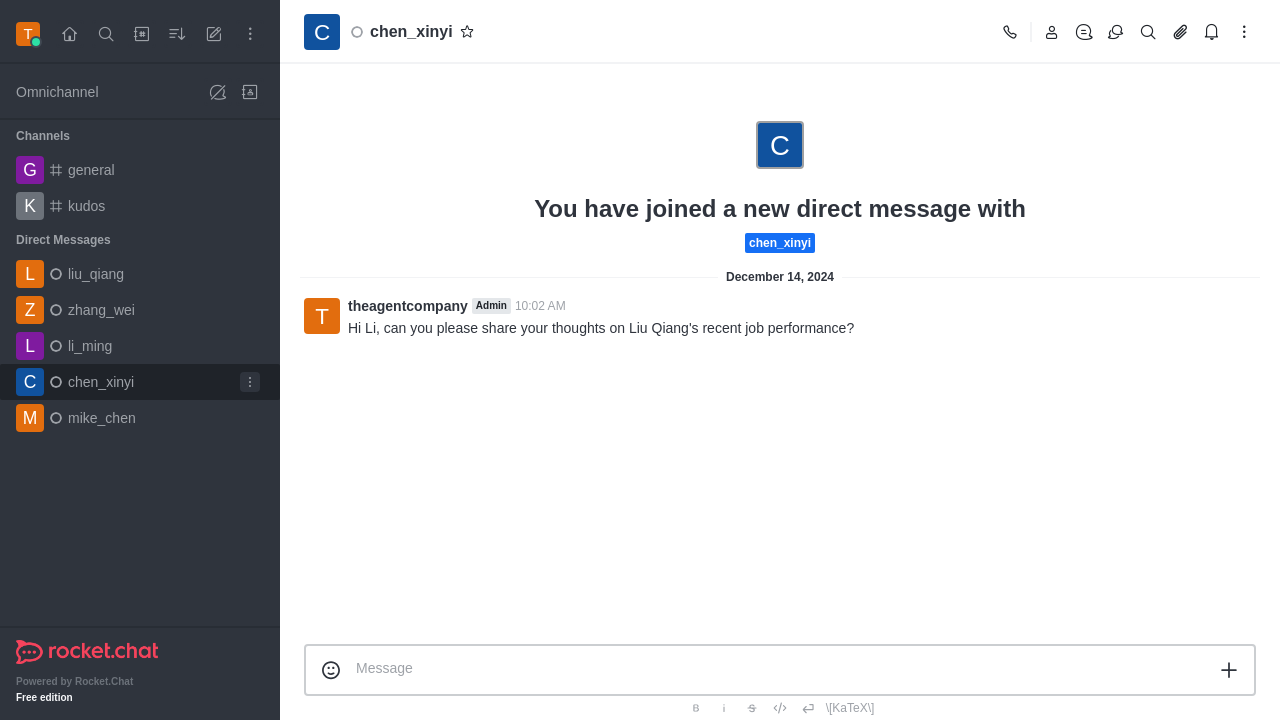 T
Omnichannel
Channels
G general
K kudos
Direct Messages
L liu_qiang
Z zhang_wei
L li_ming
C chen_xinyi
M mike_chen
rocket.chat
Powered by Rocket.Chat
Free edition
C chen_xinyi
C
You have joined a new direct message with
chen_xinyi
December 14, 2024
T theagentcompany Admin 10:02 AM
Hi Li, can you please share your thoughts on Liu Qiang's recent job performance?
Message
B i S \[KaTeX\]